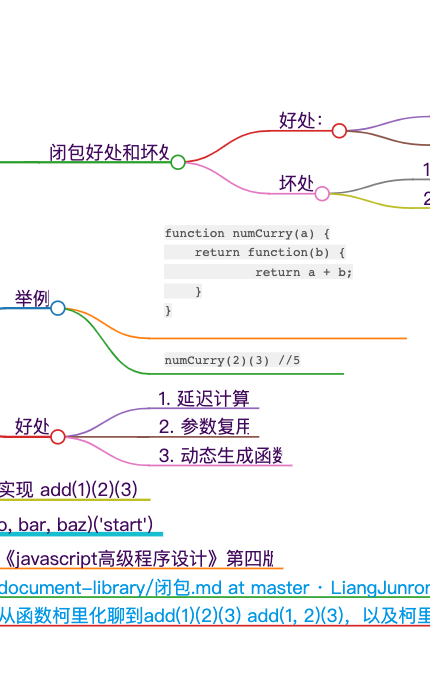 好处：
闭包好处和坏处
坏处
1
2
function numCurry(a) {
return function(b) {
return a + b;
}
}
举例
numCurry(2)(3) //5
1. 延迟计算
好处
2. 参数复用
3. 动态生成函数
实现 add(1)(2)(3)
o, bar, baz)('start')
《javascript高级程序设计》第四版
document-library/闭包.md at master · LiangJunron
从函数柯里化聊到add(1)(2)(3) add(1, 2)(3)，以及柯里